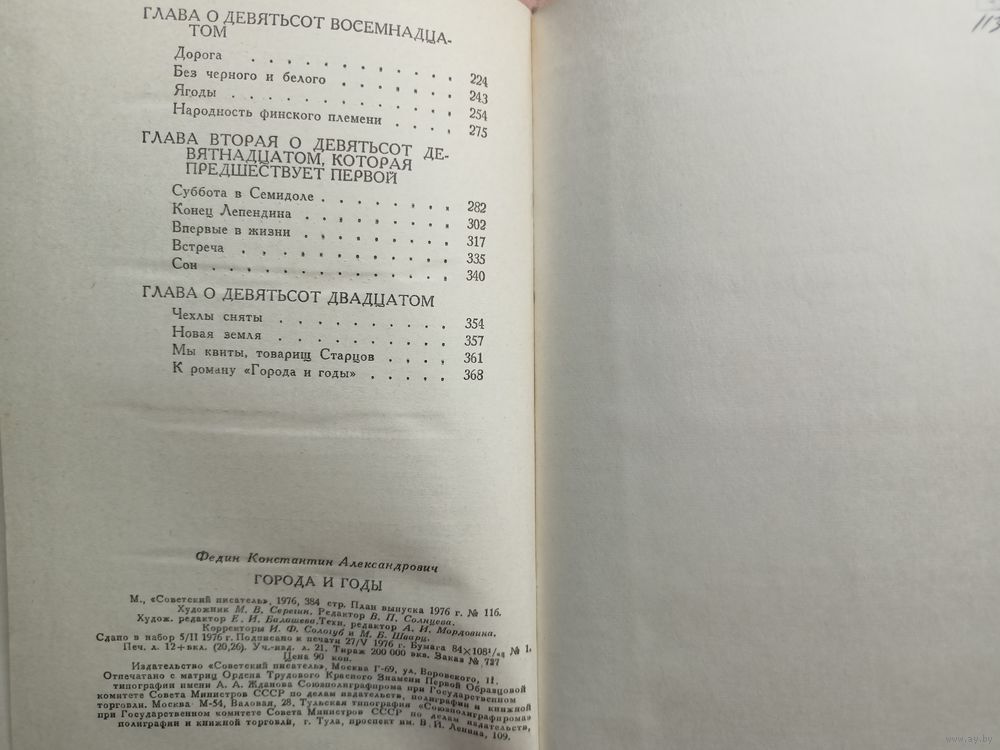 113
ГЛАВА О ДЕВЯТЬСОТ ВОСЕМНАДЦА-
ТОМ
Дорога . . . . . . . . . . 224
Без черного и белого . . . . . . 243
Ягоды . . . . . . . . . . . 254
Народность финского племени . . . . 275
ГЛАВА ВТОРАЯ О ДЕВЯТЬСОТ ДЕ-
ВЯТНАДЦАТОМ, КОТОРАЯ
ПРЕДШЕСТВУЕТ ПЕРВОЙ
Суббота в Семидоле . . . . . . . 282
Конец Лепендина . . . . . . . . 302
Впервые в жизни . . . . . . . . 317
Встреча . . . . . . . . . . 335
Сон . . . . . . . . . . . . 340
ГЛАВА О ДЕВЯТЬСОТ ДВАДЦАТОМ
Чехлы сняты . . . . . . . . . 354
Новая земля . . . . . . . . . 357
Мы квиты, товарищ Старцов . . . . 361
К роману «Города и годы» . . . . . 368
Федин Константин Александрович
ГОРОДА И ГОДЫ
М., «Советский писатель», 1976, 384 стр. План выпуска 1976 г. № 116.
Художник М. В. Серегин. Редактор В. П. Солнцева.
Худож. редактор Е. И. Балашева. Техн. редактор А. И. Мордовина.
Корректоры И. Ф. Сологуб и М. Б. Шварц.
Сдано в набор 5/II 1976 г. Подписано к печати 27/V 1976 г. Бумага 84×108¹/₃₂ № 1.
Печ. л. 12+вкл. (20,26). Уч.-изд. л. 21. Тираж 200 000 экз. Заказ № 737
Цена 90 коп.
Издательство «Советский писатель», Москва Г-69, ул. Воровского, 11.
Отпечатано с матриц Ордена Трудового Красного Знамени Первой Образцовой
типографии имени А. А. Жданова Союзполиграфпрома при Государственном
комитете Совета Министров СССР по делам издательств, полиграфии и книжной
торговли. Москва М-54, Валовая, 28, Тульская типография «Союзполиграфпрома»
при Государственном комитете Совета Министров СССР по делам издательств,
полиграфии и книжной торговли, г. Тула, проспект им. В. И. Ленина, 109.
www.ay.by